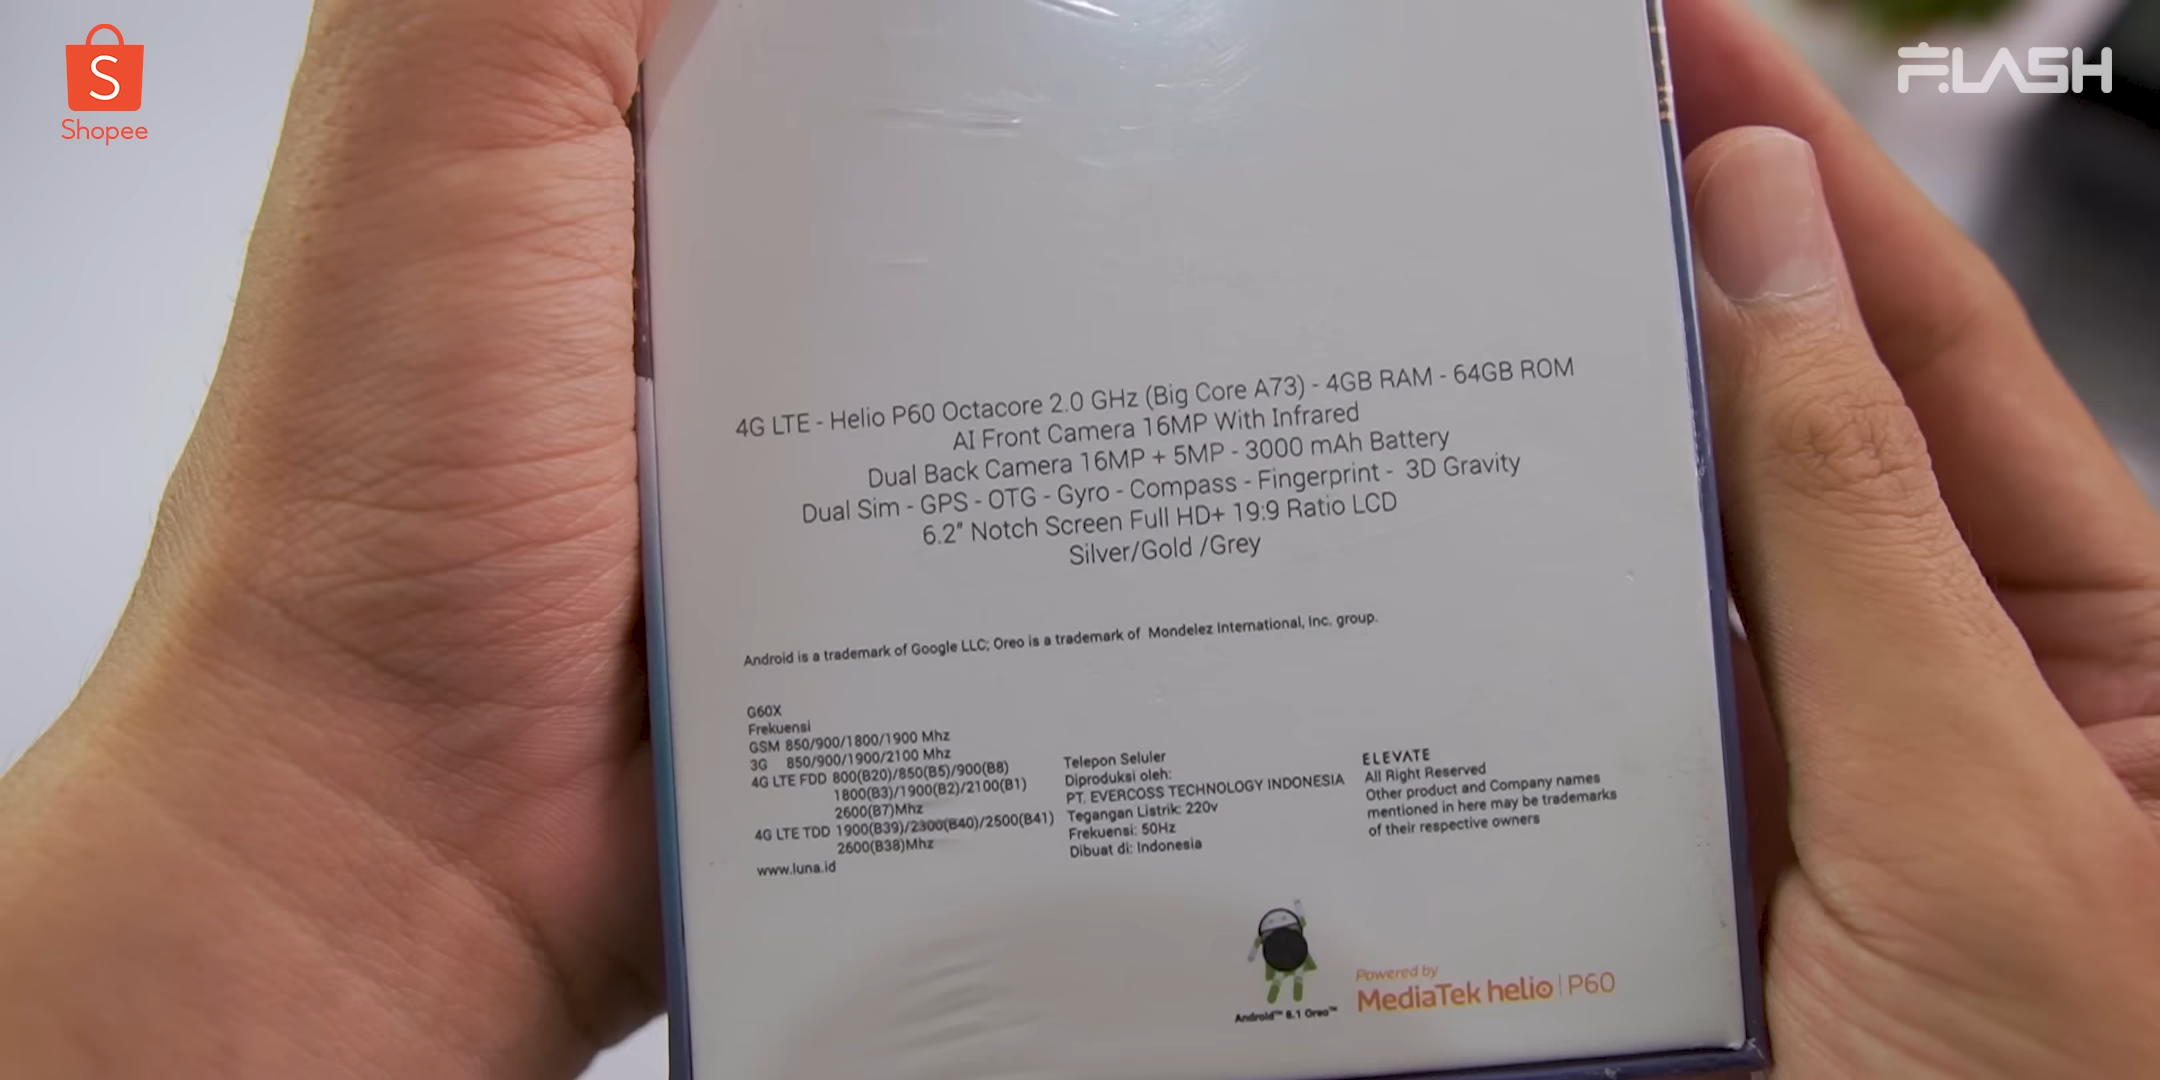 S
Shopee
FLASH
4G LTE - Helio P60 Octacore 2.0 GHz (Big Core A73) - 4GB RAM - 64GB ROM
AI Front Camera 16MP With Infrared
Dual Back Camera 16MP + 5MP - 3000 mAh Battery
Dual Sim - GPS - OTG - Gyro - Compass - Fingerprint - 3D Gravity
6.2" Notch Screen Full HD+ 19:9 Ratio LCD
Silver/Gold /Grey
Android is a trademark of Google LLC; Oreo is a trademark of Mondelez International, Inc. group.
G60X
Frekuensi
GSM 850/900/1800/1900 Mhz
3G 850/900/1900/2100 Mhz
4G LTE FDD 800(B20)/850(B5)/900(B8)
1800(B3)/1900(B2)/2100(B1)
2600(B7)Mhz
4G LTE TDD 1900(B39)/2300(B40)/2500(B41)
2600(B38)Mhz
www.luna.id
Telepon Seluler
Diproduksi oleh:
PT. EVERCOSS TECHNOLOGY INDONESIA
Tegangan Listrik: 220v
Frekuensi: 50Hz
Dibuat di: Indonesia
ELEVATE
All Right Reserved
Other product and Company names
mentioned in here may be trademarks
of their respective owners
Android™ 8.1 Oreo™
Powered by
MediaTek helio | P60